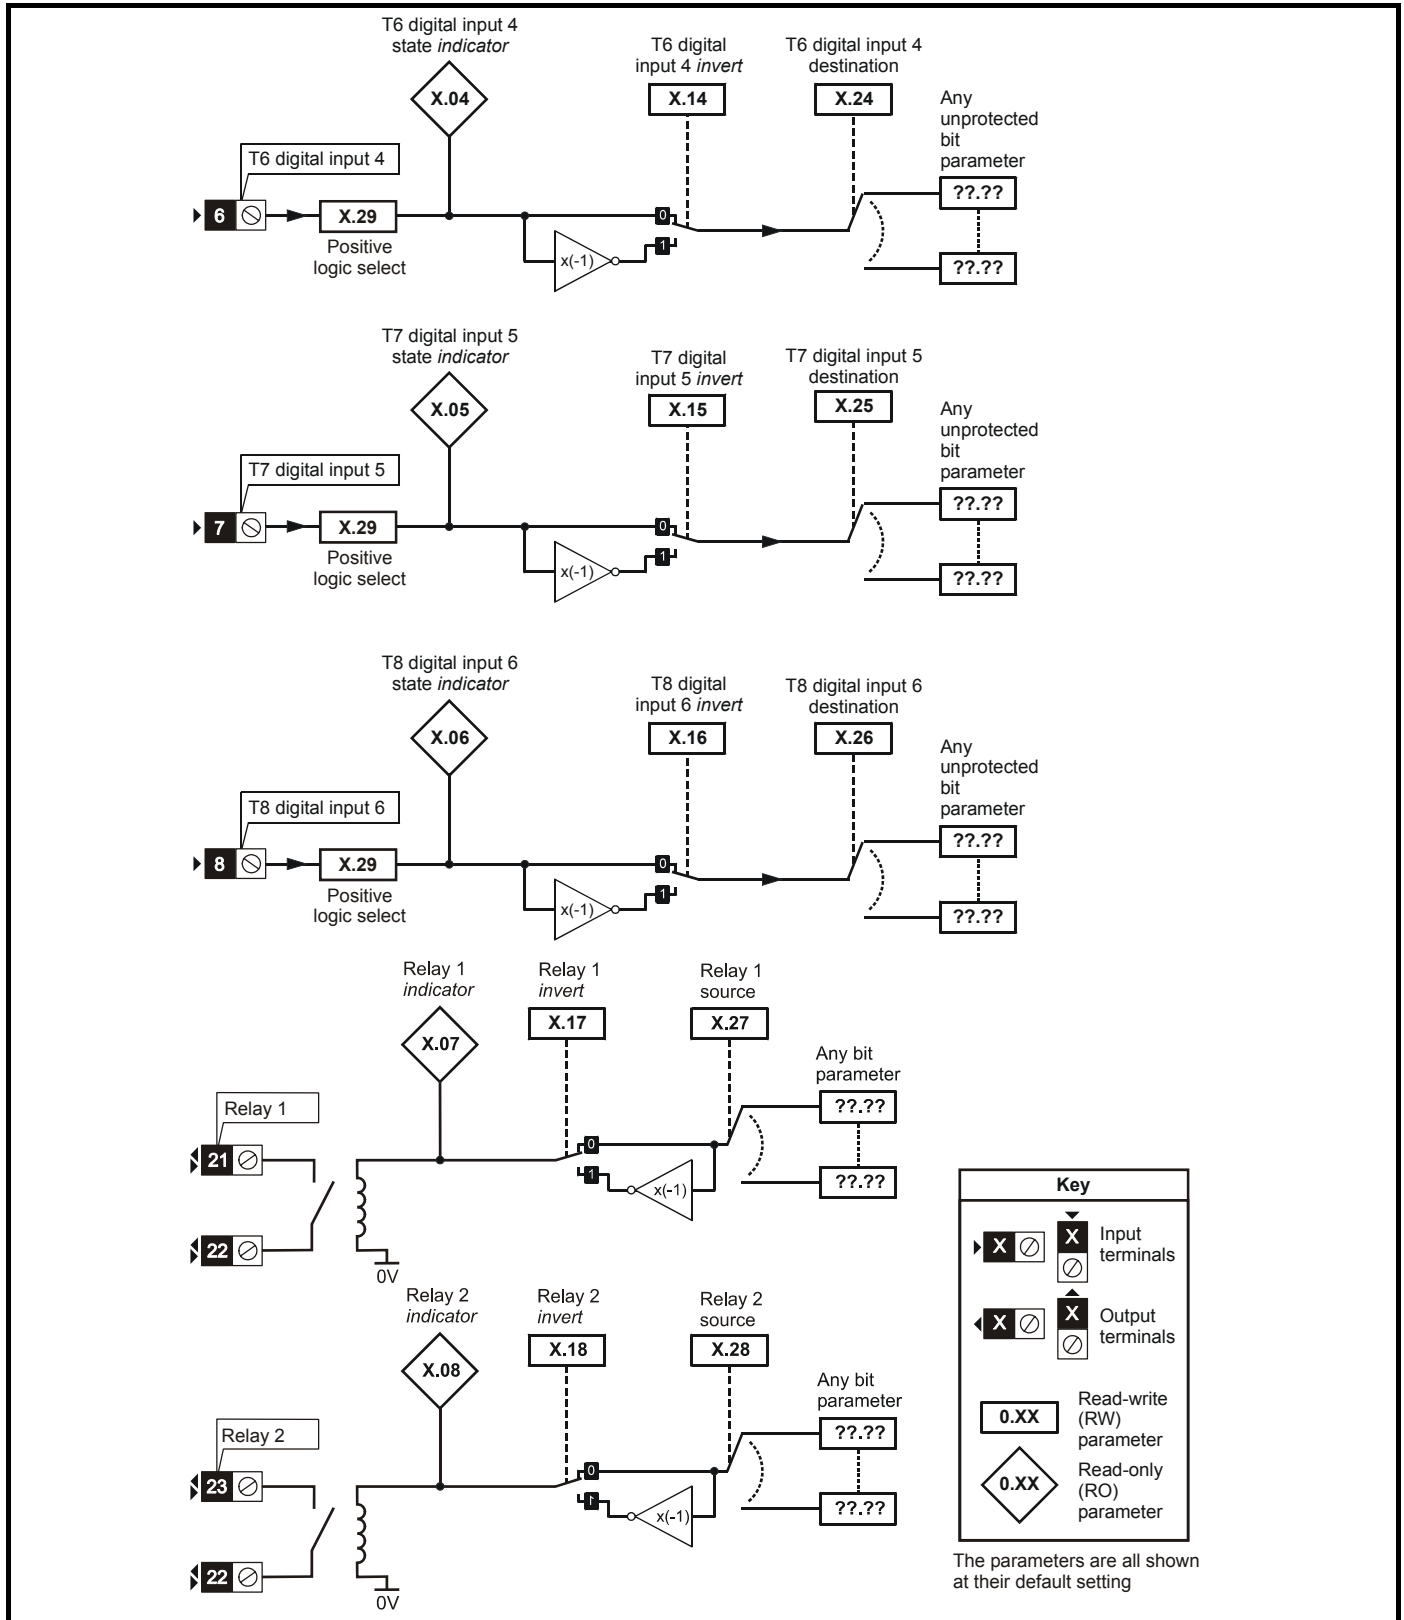 T6 digital input 4
state indicator
T6 digital
input 4 invert
T6 digital input 4
destination
X.04
X.14
X.24
Any
unprotected
bit
parameter
T6 digital input 4
??.??
6
X.29
0
Positive
logic select
x(-1)
1
??.??
T7 digital input 5
state indicator
T7 digital
input 5 invert
T7 digital input 5
destination
X.05
X.15
X.25
Any
unprotected
bit
parameter
T7 digital input 5
??.??
7
X.29
0
Positive
logic select
x(-1)
1
??.??
T8 digital input 6
state indicator
T8 digital
input 6 invert
T8 digital input 6
destination
X.06
X.16
X.26
Any
unprotected
bit
parameter
T8 digital input 6
??.??
8
X.29
0
Positive
logic select
x(-1)
1
??.??
Relay 1
indicator
Relay 1
invert
Relay 1
source
X.07
X.17
X.27
Any bit
parameter
Relay 1
??.??
21
0
1
x(-1)
??.??
22
0V
Relay 2
indicator
Relay 2
invert
Relay 2
source
X.08
X.18
X.28
Any bit
parameter
Relay 2
??.??
23
0
1
x(-1)
??.??
22
0V
Key
X
X
Input
terminals
X
X
Output
terminals
0.XX
Read-write
(RW)
parameter
0.XX
Read-only
(RO)
parameter
The parameters are all shown
at their default setting